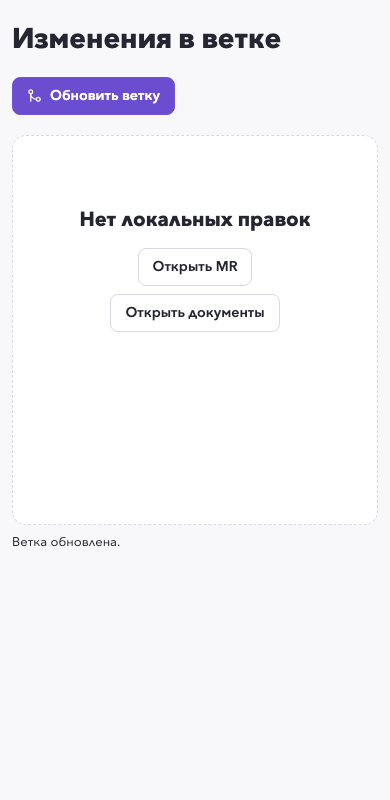 Изменения в ветке
Обновить ветку
Нет локальных правок
Открыть MR
Открыть документы
Ветка обновлена.